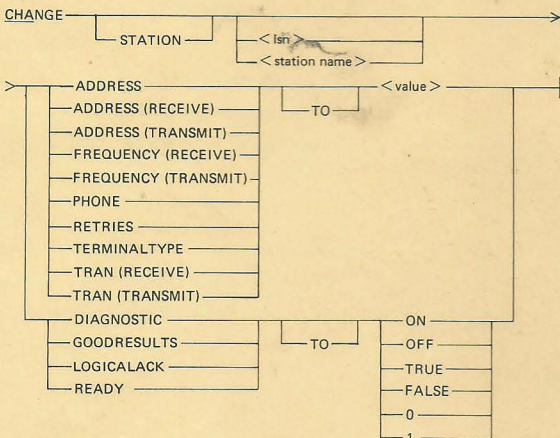 CHANGE
STATION
< lsn >
< station name >
ADDRESS
ADDRESS (RECEIVE)
ADDRESS (TRANSMIT)
FREQUENCY (RECEIVE)
FREQUENCY (TRANSMIT)
PHONE
RETRIES
TERMINALTYPE
TRAN (RECEIVE)
TRAN (TRANSMIT)
TO
< value >
DIAGNOSTIC
GOODRESULTS
LOGICALACK
READY
TO
ON
OFF
TRUE
FALSE
0
1